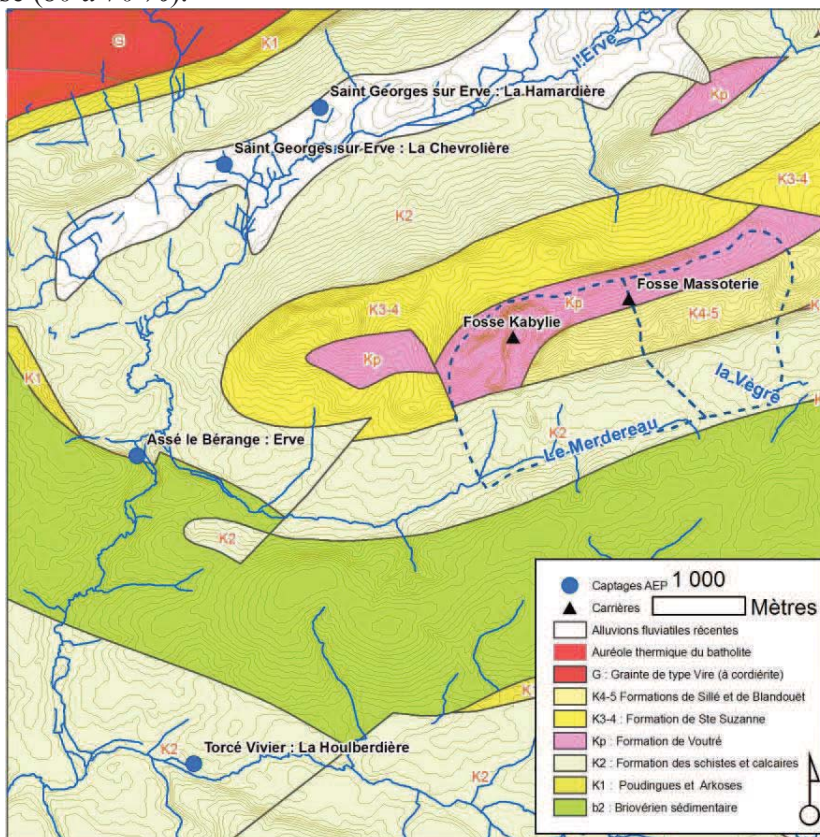 se (50 à 70 %).
G
K1
l'Erve
Saint Georges sur Erve : La Hamardière
Kp
Saint Georges sur Erve : La Chevrolière
K3-4
K2
Fosse Massoterie
K3-4
Kp
Fosse Kabylie
K4-5
Kp
K1
la Vègre
Assé le Bérange : Erve
K2
Le Merdereau
K2
K1
Torcé Vivier : La Houlberdière
K2
K2
Captages AEP
1 000
Carrières
Mètres
Alluvions fluviatiles récentes
Auréole thermique du batholite
G : Grainte de type Vire (à cordiérite)
K4-5 Formations de Sillé et de Blandouët
K3-4 : Formation de Ste Suzanne
Kp : Formation de Voutré
K2 : Formation des schistes et calcaires
K1 : Poudingues et Arkoses
b2 : Briovérien sédimentaire